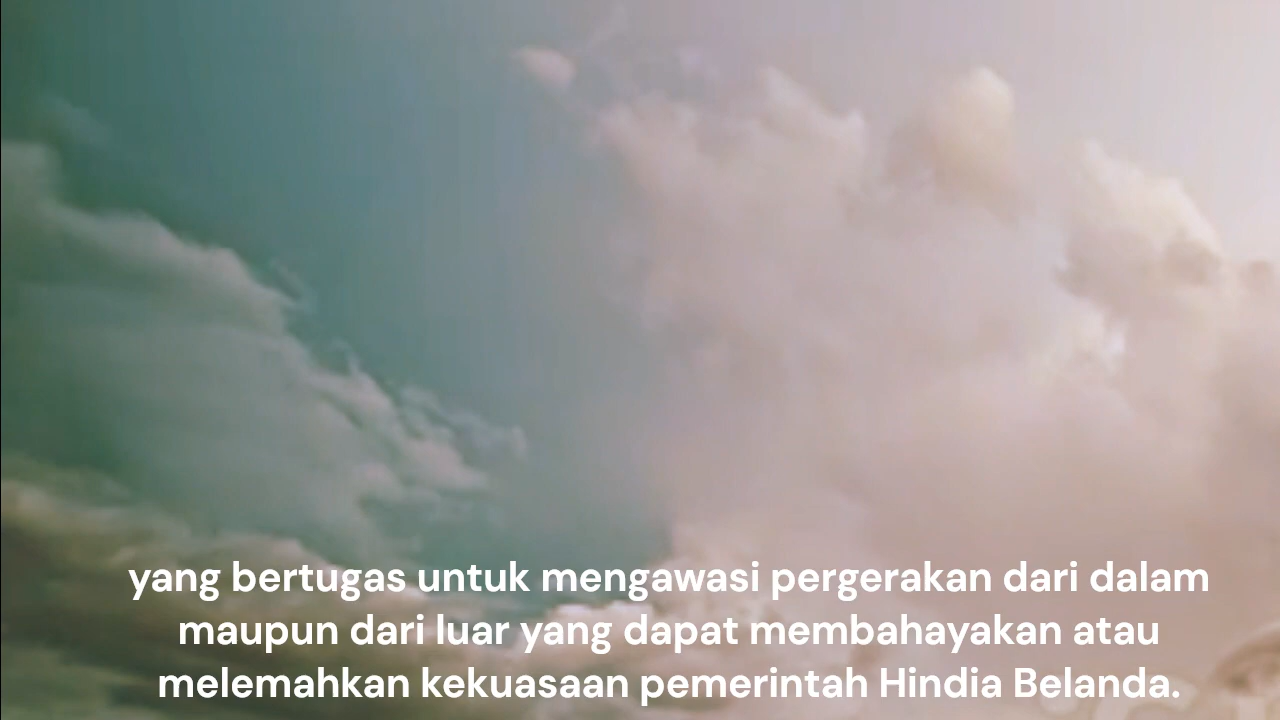 yang bertugas untuk mengawasi pergerakan dari dalam
maupun dari luar yang dapat membahayakan atau
melemahkan kekuasaan pemerintah Hindia Belanda.